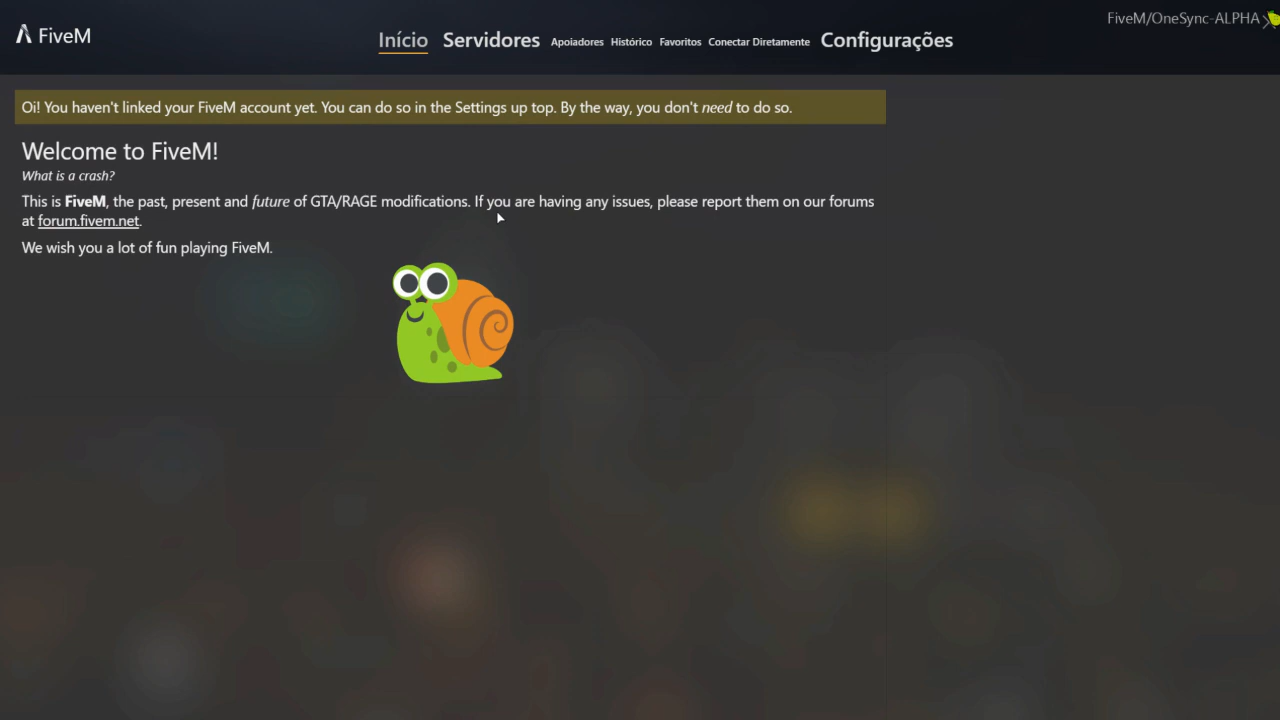 FiveM
Início Servidores Apoiadores Histórico Favoritos Conectar Diretamente Configurações
FiveM/OneSync-ALPHA
Oi! You haven't linked your FiveM account yet. You can do so in the Settings up top. By the way, you don't need to do so.
Welcome to FiveM!
What is a crash?
This is FiveM, the past, present and future of GTA/RAGE modifications. If you are having any issues, please report them on our forums
at forum.fivem.net.
We wish you a lot of fun playing FiveM.